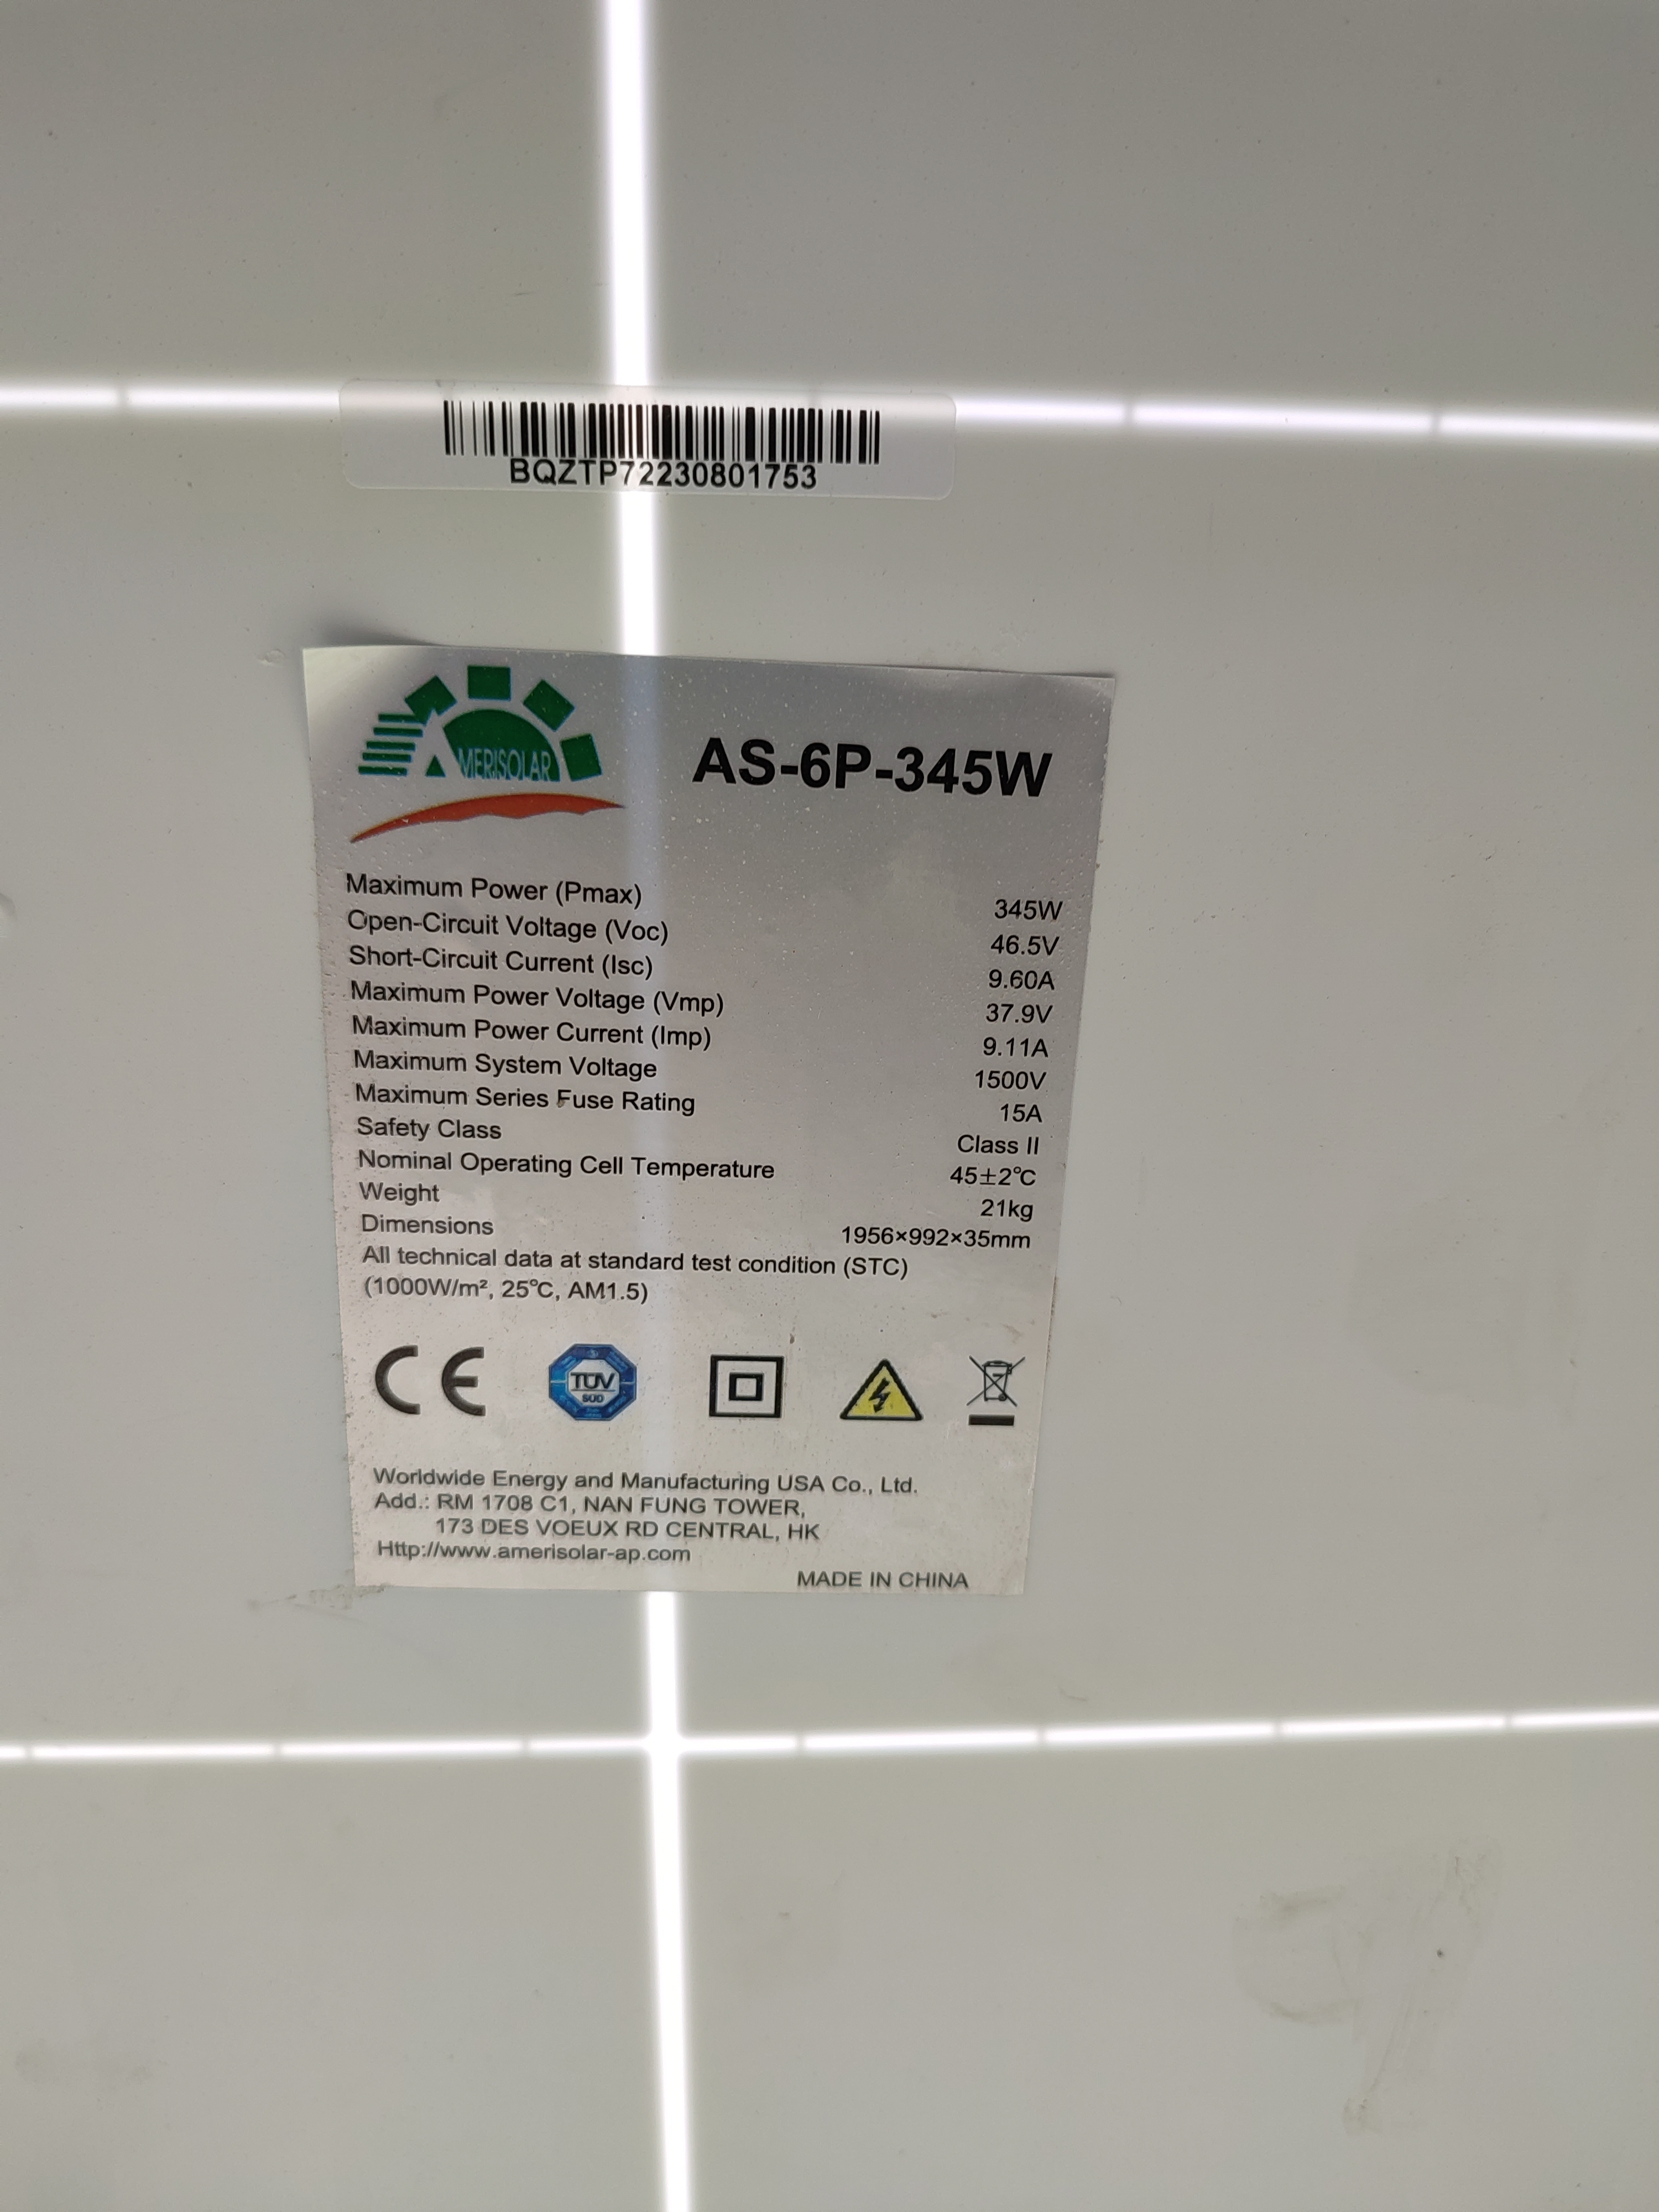 BQZTP72230801753
AMERISOLAR
AS-6P-345W
Maximum Power (Pmax) 345W
Open-Circuit Voltage (Voc) 46.5V
Short-Circuit Current (Isc) 9.60A
Maximum Power Voltage (Vmp) 37.9V
Maximum Power Current (Imp) 9.11A
Maximum System Voltage 1500V
Maximum Series Fuse Rating 15A
Safety Class Class II
Nominal Operating Cell Temperature 45±2℃
Weight 21kg
Dimensions 1956×992×35mm
All technical data at standard test condition (STC)
(1000W/m², 25℃, AM1.5)
CE
TÜV
SÜD
Worldwide Energy and Manufacturing USA Co., Ltd.
Add.: RM 1708 C1, NAN FUNG TOWER,
173 DES VOEUX RD CENTRAL, HK
Http://www.amerisolar-ap.com
MADE IN CHINA